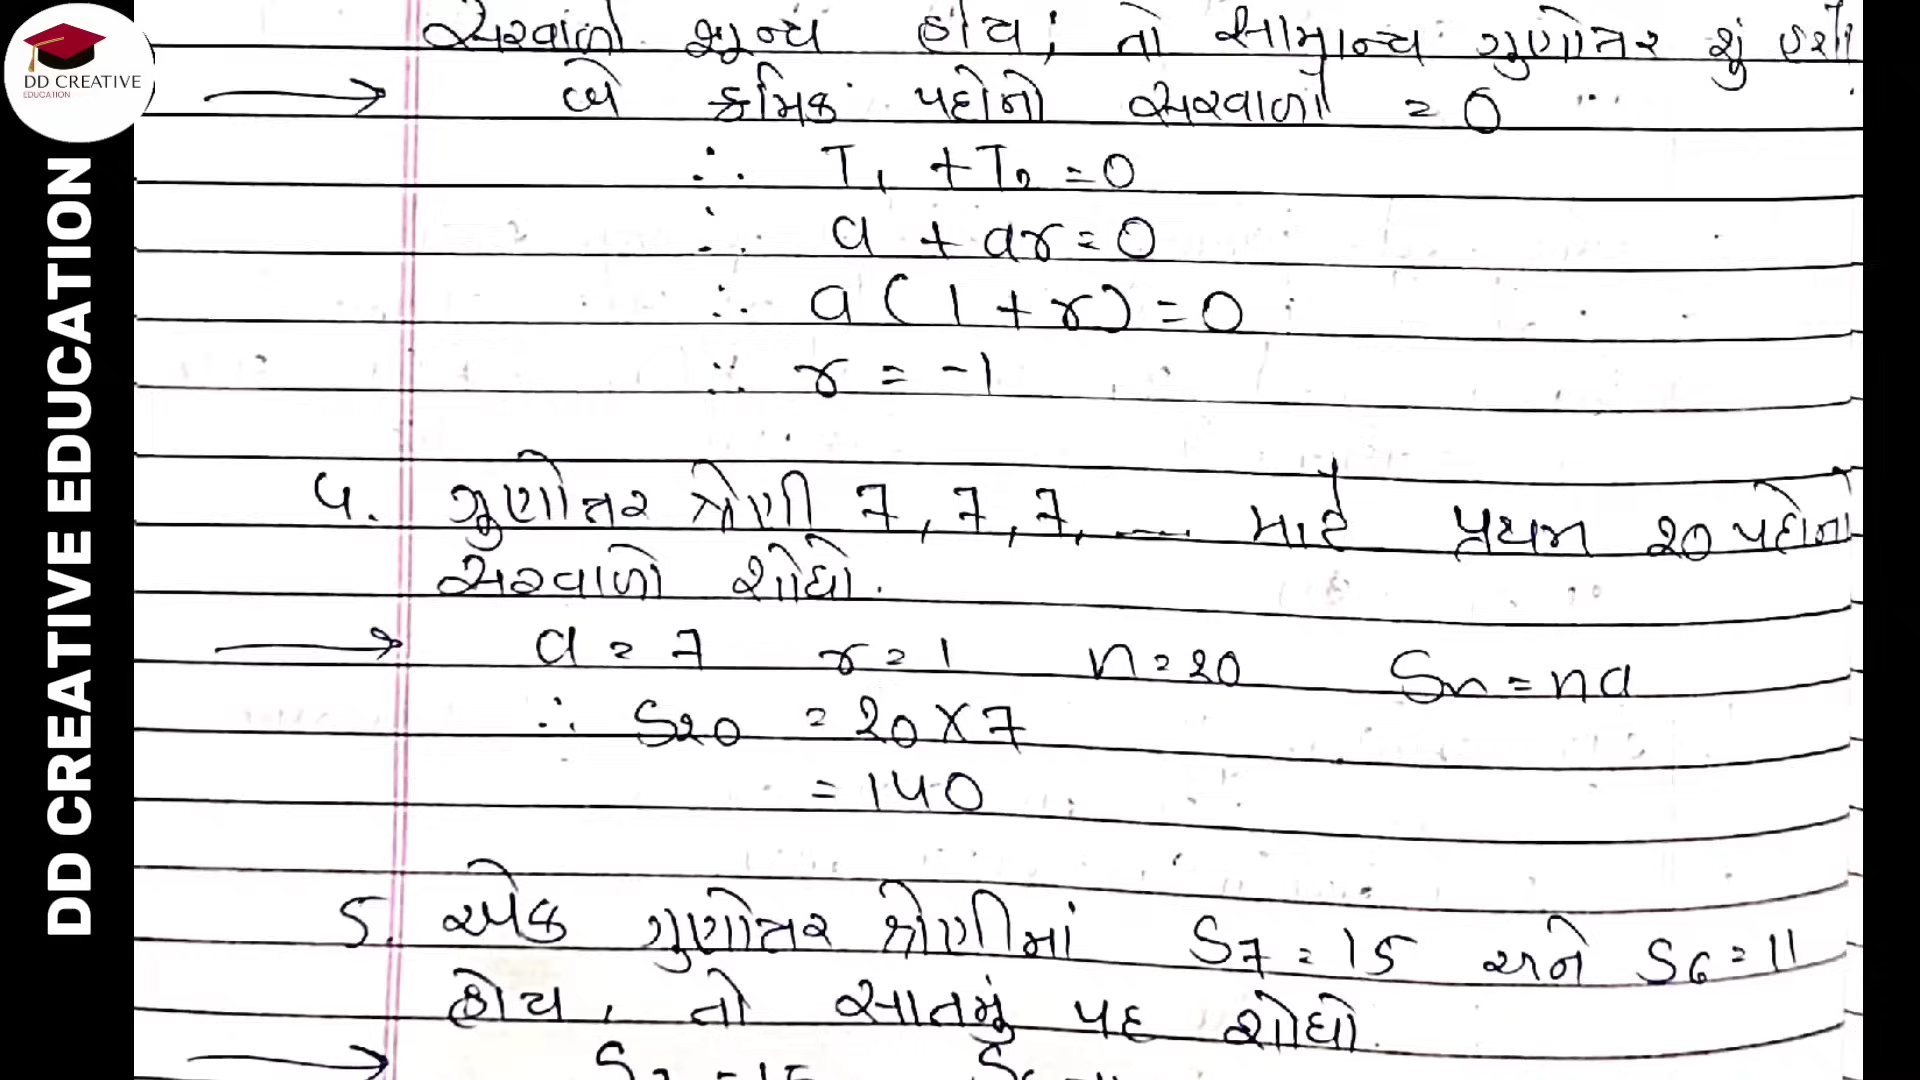 સરવાળો શૂન્ય હોય, તો સામાન્ય ગુણોત્તર શું હશે
DD CREATIVE
EDUCATION
→ બે ક્રમિક પદોનો સરવાળો = 0
∴ T₁ + T₂ = 0
∴ a + ar = 0
∴ a(1+r) = 0
∴ r = -1
DD CREATIVE EDUCATION
4. ગુણોત્તર શ્રેણી 7, 7, 7, ---- માટે પ્રથમ 20 પદોનો
સરવાળો શોધો.
→ a = 7 r = 1 n = 20 Sn = na
∴ S20 = 20 × 7
= 140
5. એક ગુણોત્તર શ્રેણીમાં S7 = 15 અને S6 = 11
હોય, તો સાતમું પદ શોધો.